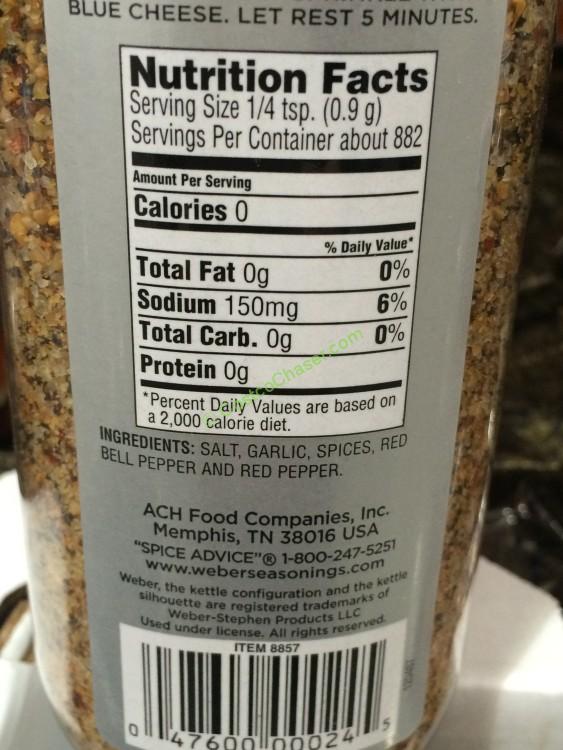 BLUE CHEESE. LET REST 5 MINUTES.
Nutrition Facts
Serving Size 1/4 tsp. (0.9 g)
Servings Per Container about 882
Amount Per Serving
Calories 0
% Daily Value*
Total Fat 0g 0%
Sodium 150mg 6%
Total Carb. 0g 0%
Protein 0g
*Percent Daily Values are based on
a 2,000 calorie diet.
CostcoChaser.com
INGREDIENTS: SALT, GARLIC, SPICES, RED
BELL PEPPER AND RED PEPPER.
ACH Food Companies, Inc.
Memphis, TN 38016 USA
"SPICE ADVICE"® 1-800-247-5251
www.weberseasonings.com
Weber, the kettle configuration and the kettle
silhouette are registered trademarks of
Weber-Stephen Products LLC
Used under license. All rights reserved.
ITEM 8857
0 47600 00024 5